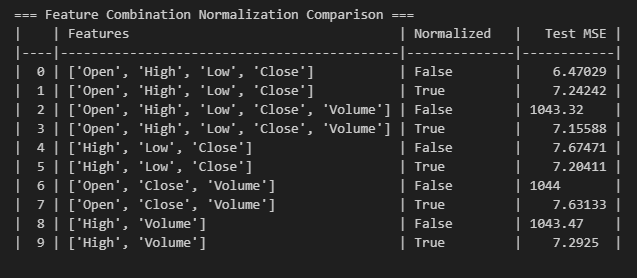 === Feature Combination Normalization Comparison ===
|    | Features                                   | Normalized   |   Test MSE |
|----|--------------------------------------------|--------------|------------|
|  0 | ['Open', 'High', 'Low', 'Close']           | False        |    6.47029 |
|  1 | ['Open', 'High', 'Low', 'Close']           | True         |    7.24242 |
|  2 | ['Open', 'High', 'Low', 'Close', 'Volume'] | False        | 1043.32    |
|  3 | ['Open', 'High', 'Low', 'Close', 'Volume'] | True         |    7.15588 |
|  4 | ['High', 'Low', 'Close']                   | False        |    7.67471 |
|  5 | ['High', 'Low', 'Close']                   | True         |    7.20411 |
|  6 | ['Open', 'Close', 'Volume']                | False        | 1044       |
|  7 | ['Open', 'Close', 'Volume']                | True         |    7.63133 |
|  8 | ['High', 'Volume']                         | False        | 1043.47    |
|  9 | ['High', 'Volume']                         | True         |    7.2925  |